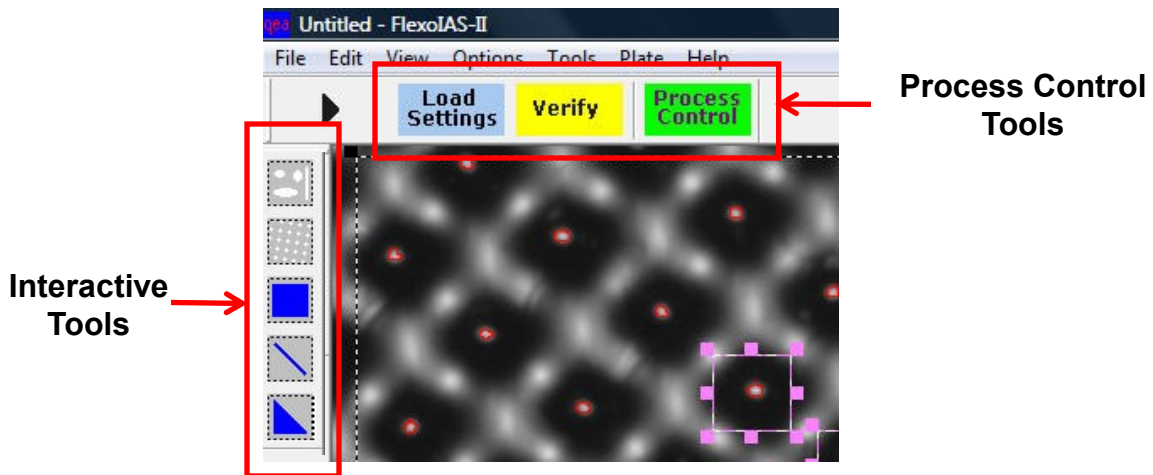 qea Untitled - FlexoIAS-II
File Edit View Options Tools Plate Help
Load
Settings
Verify
Process
Control
Process Control
Tools
Interactive
Tools